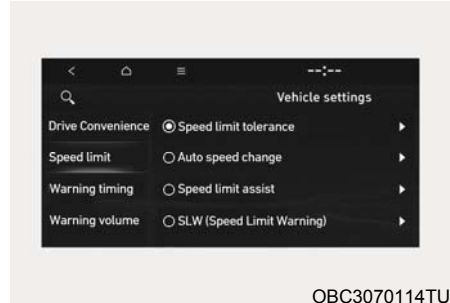 --:--
Vehicle settings
Drive Convenience
Speed limit tolerance
Speed limit
Auto speed change
Warning timing
Speed limit assist
Warning volume
SLW (Speed Limit Warning)
OBC3070114TU